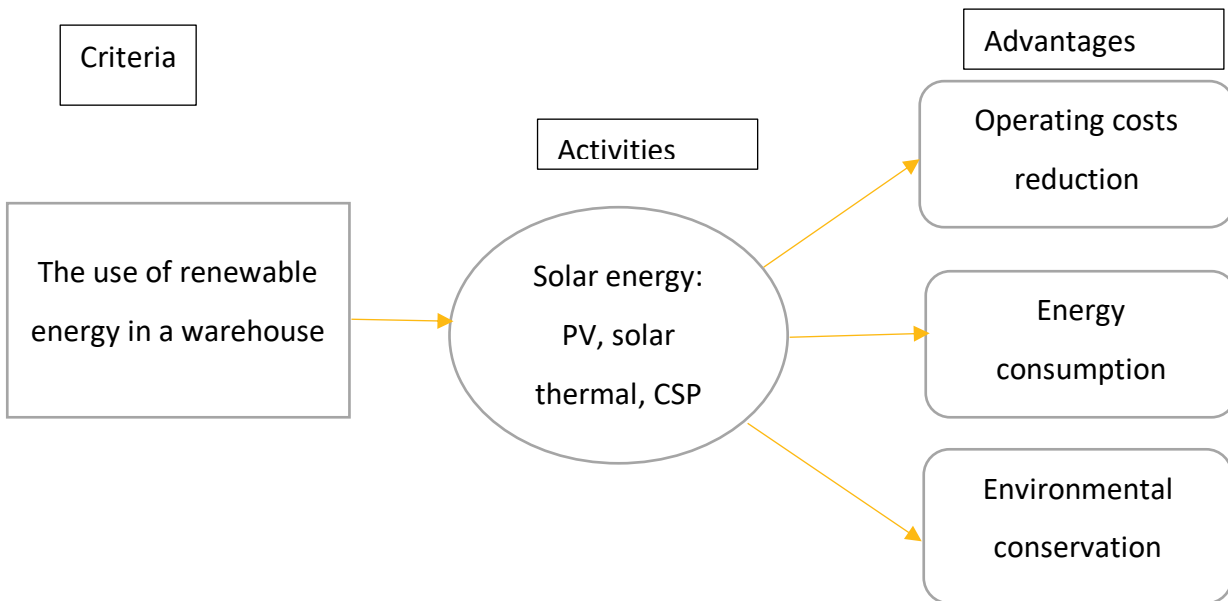 Criteria
Activities
Advantages
The use of renewable
energy in a warehouse
Solar energy:
PV, solar
thermal, CSP
Operating costs
reduction
Energy
consumption
Environmental
conservation